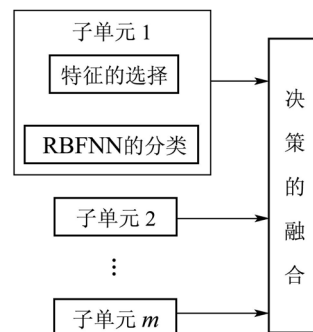 子单元 1
特征的选择
RBFNN的分类
子单元 2
⋮
子单元 m
决策的融合